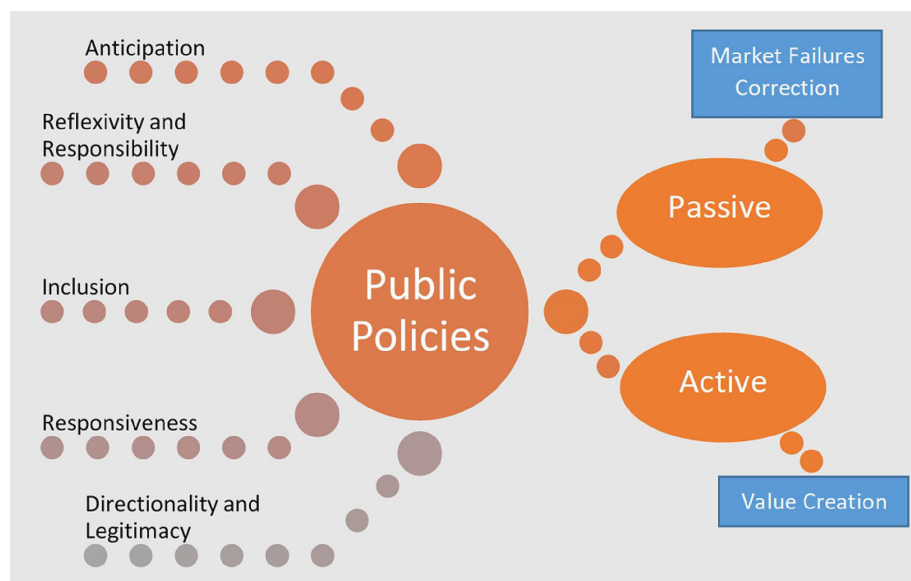 Anticipation
Reflexivity and
Responsibility
Inclusion
Responsiveness
Directionality and
Legitimacy
Public
Policies
Market Failures
Correction
Passive
Active
Value Creation